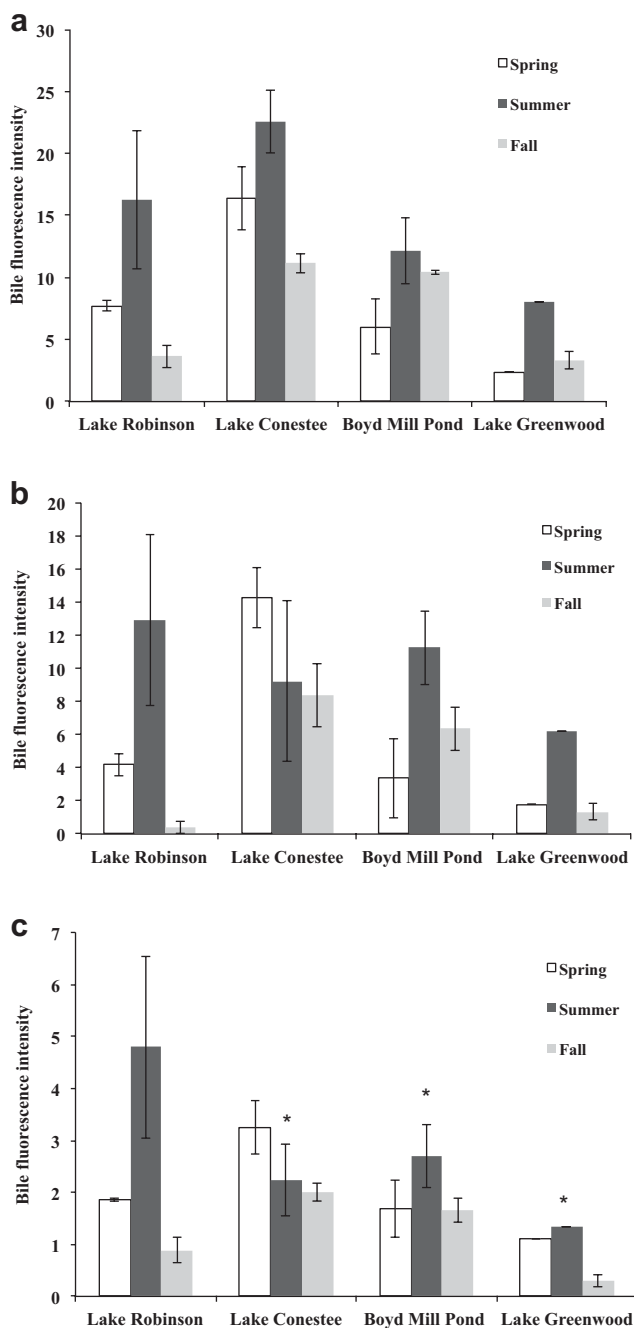 a
30
25
20
15
10
5
0
Bile fluorescence intensity
Spring
Summer
Fall
Lake Robinson Lake Conestee Boyd Mill Pond Lake Greenwood
b
20
18
16
14
12
10
8
6
4
2
0
Bile fluorescence intensity
Spring
Summer
Fall
Lake Robinson Lake Conestee Boyd Mill Pond Lake Greenwood
c
7
6
5
4
3
2
1
0
Bile fluorescence intensity
Spring
Summer
Fall
* * *
Lake Robinson Lake Conestee Boyd Mill Pond Lake Greenwood